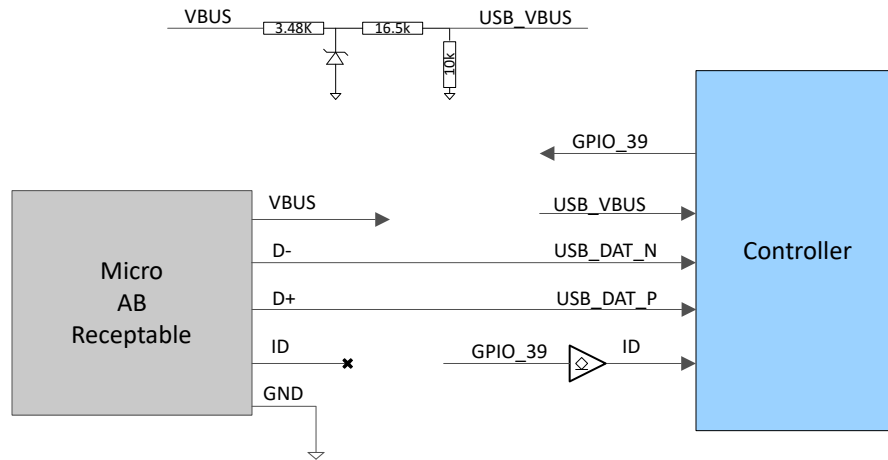 VBUS
USB_VBUS
3.48K
16.5k
10k
GPIO_39
VBUS
USB_VBUS
D-
USB_DAT_N
Controller
Micro
AB
Receptable
D+
USB_DAT_P
ID
GPIO_39
ID
GND